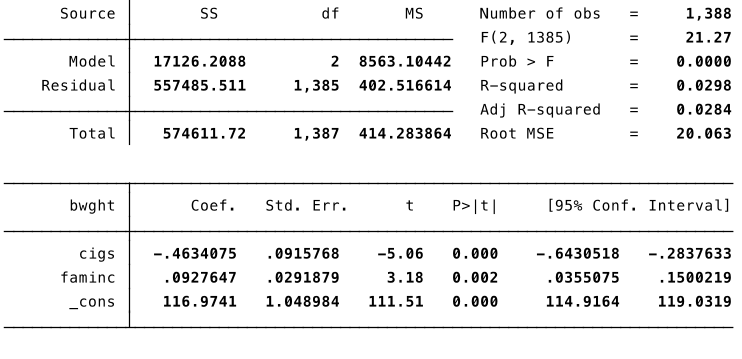 Source | SS df MS Number of obs = 1,388
F(2, 1385) = 21.27
Model | 17126.2088 2 8563.10442 Prob > F = 0.0000
Residual | 557485.511 1,385 402.516614 R-squared = 0.0298
Adj R-squared = 0.0284
Total | 574611.72 1,387 414.283864 Root MSE = 20.063
bwght | Coef. Std. Err. t P>|t| [95% Conf. Interval]
cigs | -.4634075 .0915768 -5.06 0.000 -.6430518 -.2837633
faminc | .0927647 .0291879 3.18 0.002 .0355075 .1500219
_cons | 116.9741 1.048984 111.51 0.000 114.9164 119.0319